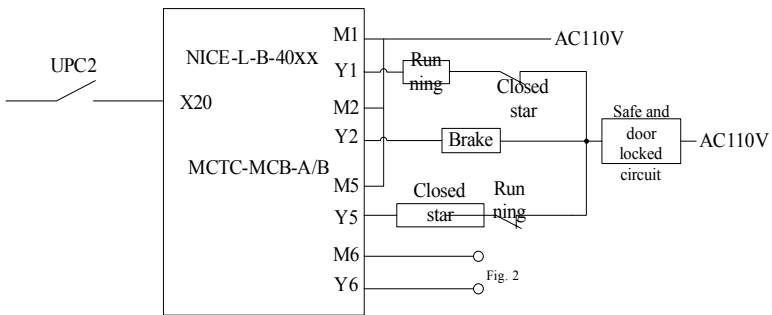 M1
AC110V
NICE-L-B-40XX
UPC2
Y1
Run
ning
Closed
star
X20
M2
Safe and
door
locked
circuit
Y2
Brake
AC110V
MCTC-MCB-A/B
M5
Closed
star
Run
ning
Y5
M6
Fig. 2
Y6